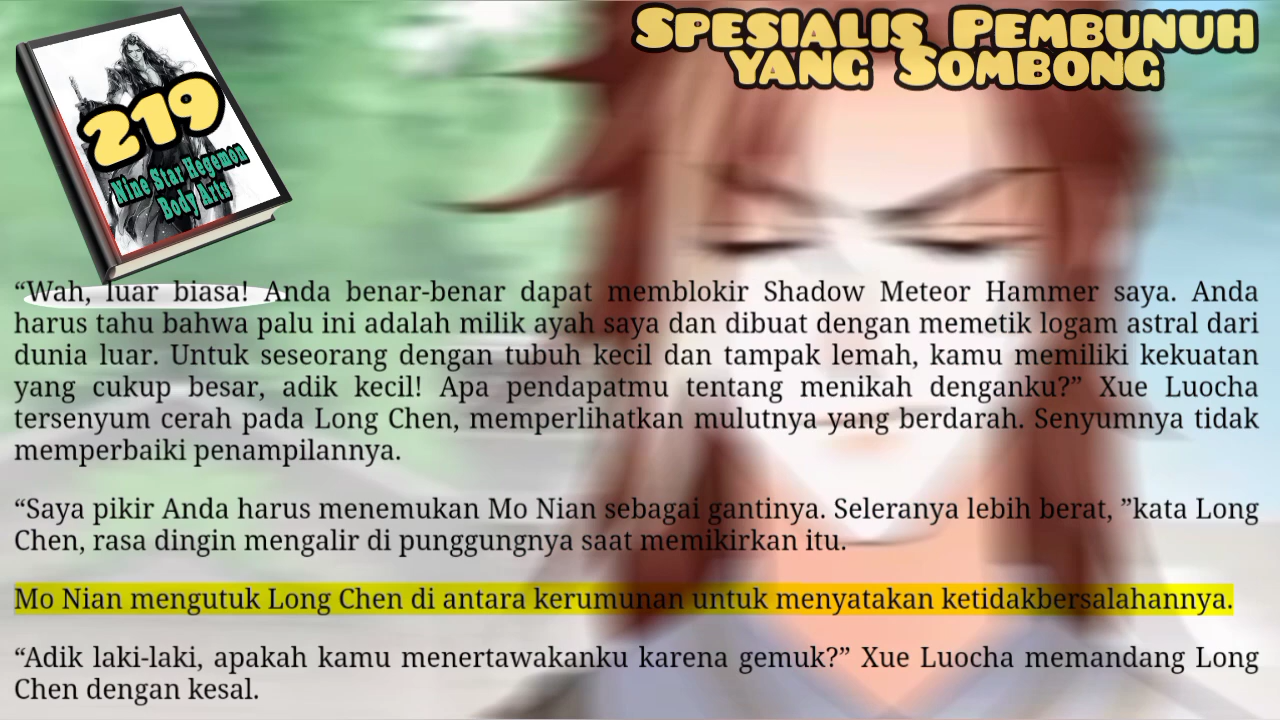 SPESIALIS PEMBUNUH
YANG SOMBONG
219
Nine Star Hegemon
Body Arts
“Wah, luar biasa! Anda benar-benar dapat memblokir Shadow Meteor Hammer saya. Anda
harus tahu bahwa palu ini adalah milik ayah saya dan dibuat dengan memetik logam astral dari
dunia luar. Untuk seseorang dengan tubuh kecil dan tampak lemah, kamu memiliki kekuatan
yang cukup besar, adik kecil! Apa pendapatmu tentang menikah denganku?” Xue Luocha
tersenyum cerah pada Long Chen, memperlihatkan mulutnya yang berdarah. Senyumnya tidak
memperbaiki penampilannya.
“Saya pikir Anda harus menemukan Mo Nian sebagai gantinya. Seleranya lebih berat, ”kata Long
Chen, rasa dingin mengalir di punggungnya saat memikirkan itu.
Mo Nian mengutuk Long Chen di antara kerumunan untuk menyatakan ketidakbersalahannya.
“Adik laki-laki, apakah kamu menertawakanku karena gemuk?” Xue Luocha memandang Long
Chen dengan kesal.